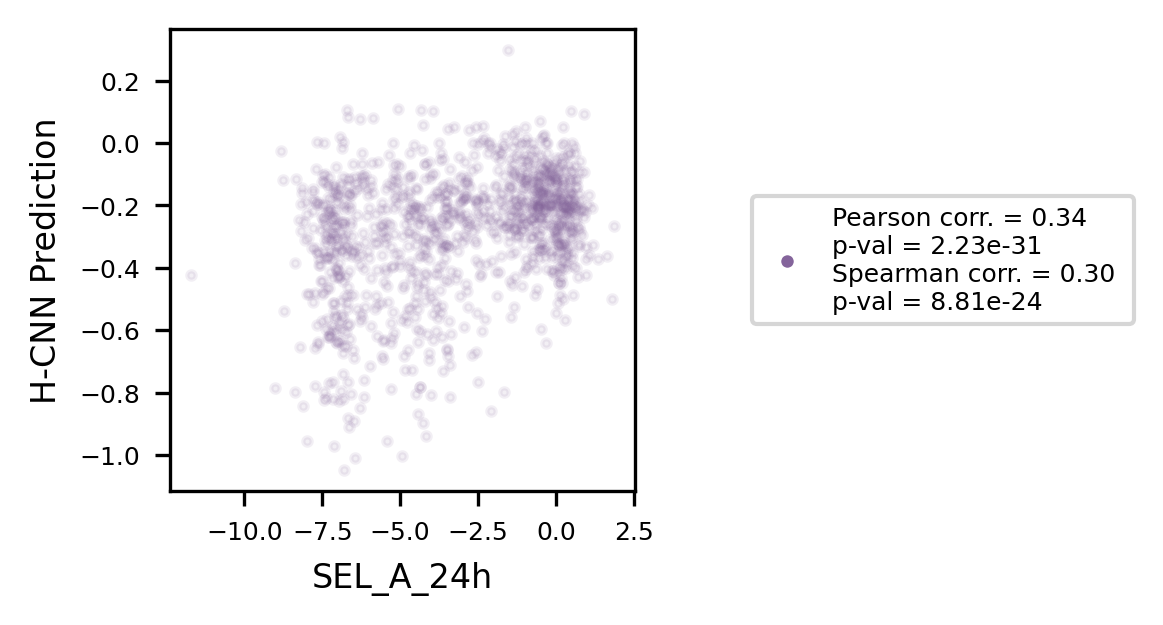 H-CNN Prediction
0.2
0.0
−0.2
−0.4
−0.6
−0.8
−1.0
−10.0 −7.5 −5.0 −2.5 0.0 2.5
SEL_A_24h
Pearson corr. = 0.34
p-val = 2.23e-31
Spearman corr. = 0.30
p-val = 8.81e-24